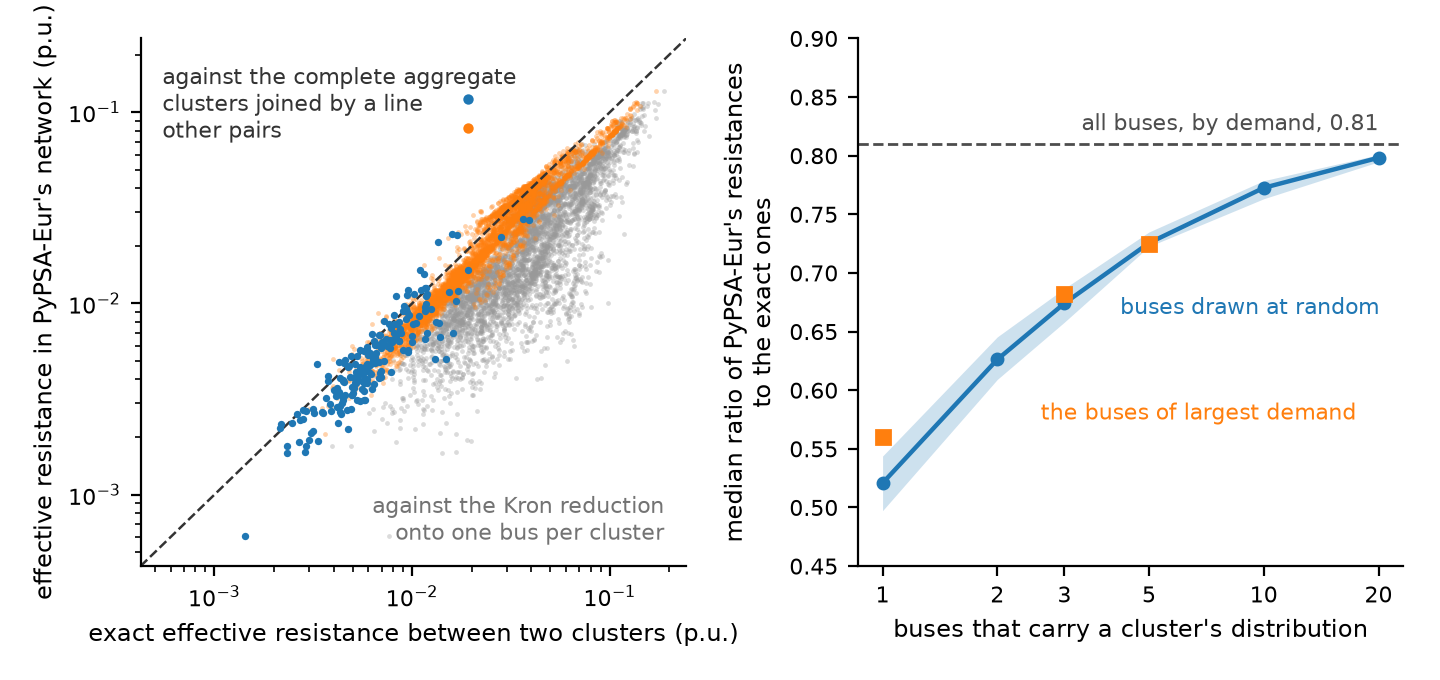 effective resistance in PyPSA-Eur's network (p.u.)
10⁻¹
10⁻²
10⁻³
against the complete aggregate
clusters joined by a line
other pairs
against the Kron reduction
onto one bus per cluster
10⁻³
10⁻²
10⁻¹
exact effective resistance between two clusters (p.u.)
median ratio of PyPSA-Eur's resistances
to the exact ones
0.90
0.85
0.80
0.75
0.70
0.65
0.60
0.55
0.50
0.45
all buses, by demand, 0.81
buses drawn at random
the buses of largest demand
1
2
3
5
10
20
buses that carry a cluster's distribution